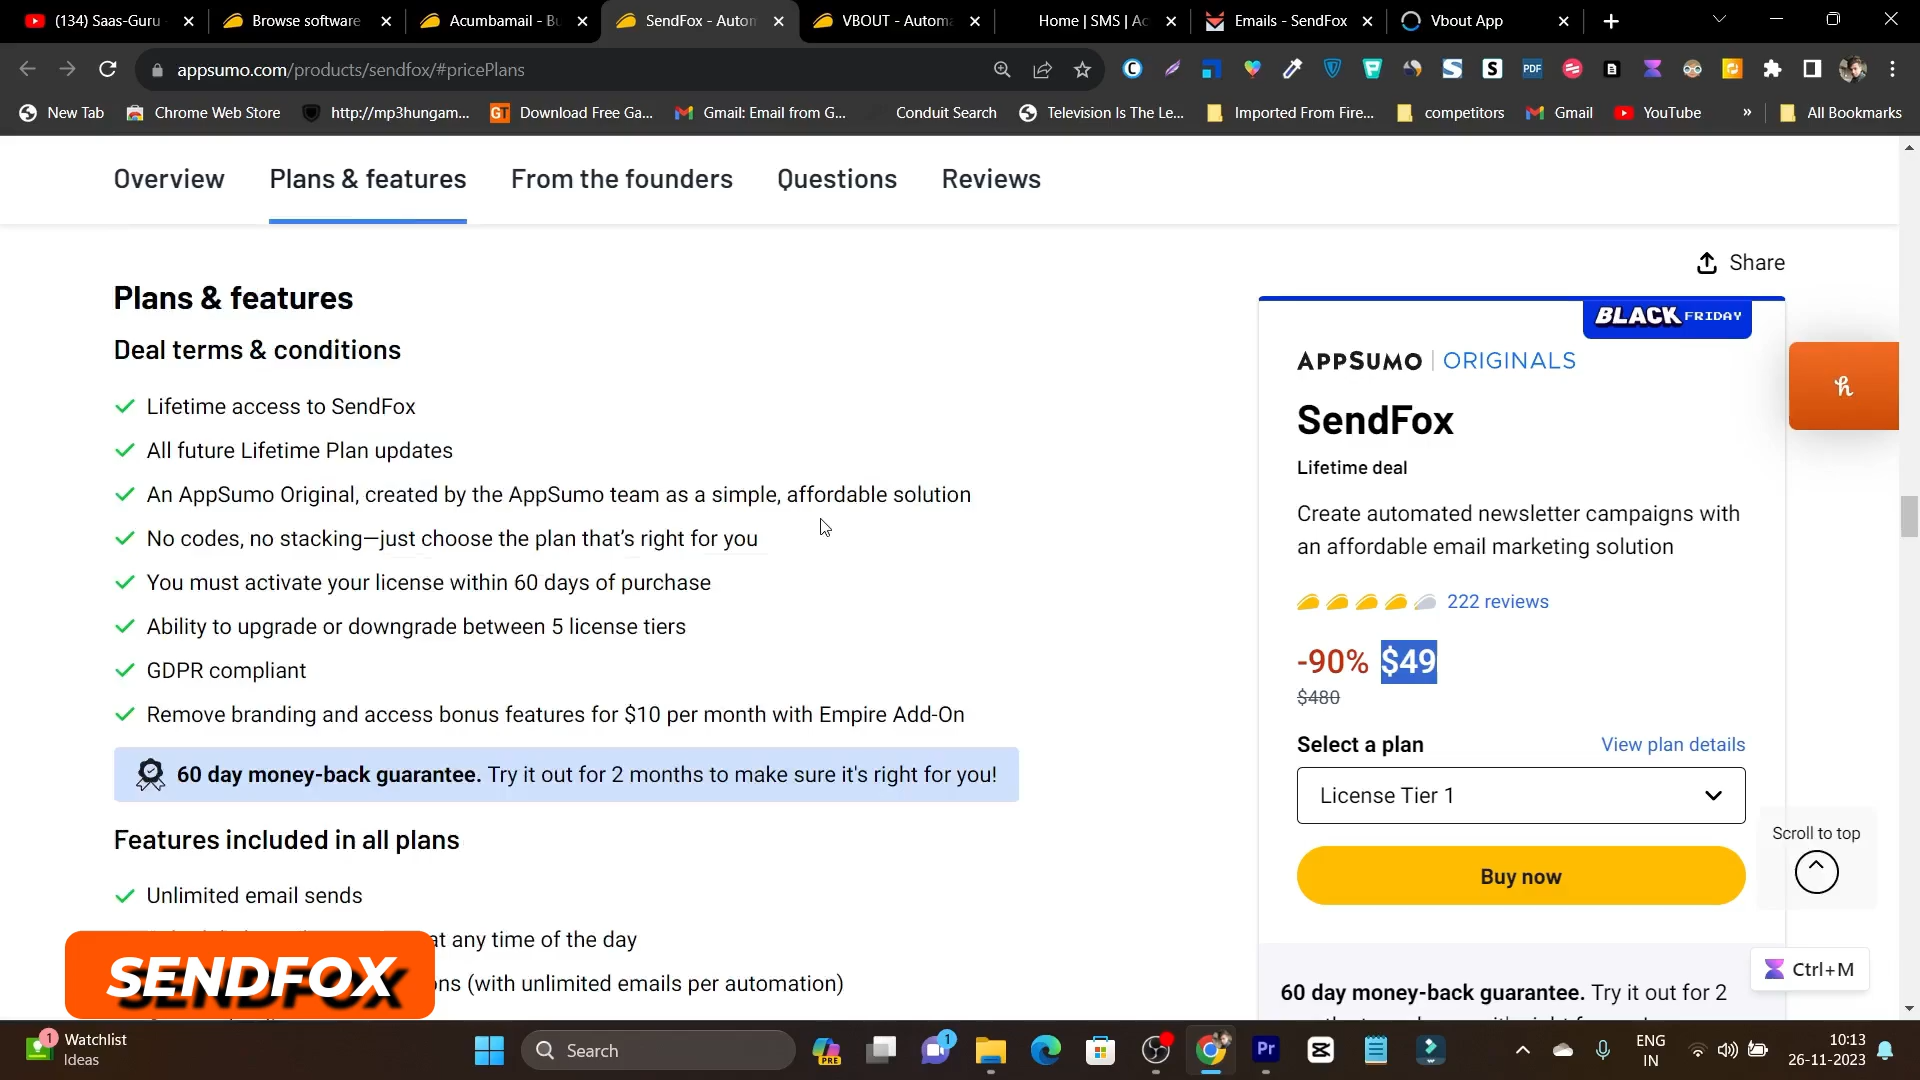 (134) Saas-Guru
Browse software
Acumbamail - Bu
SendFox - Autom
VBOUT - Automa
Home | SMS | Ac
Emails - SendFox
Vbout App
appsumo.com/products/sendfox/#pricePlans
New Tab
Chrome Web Store
http://mp3hungam...
Download Free Ga...
Gmail: Email from G...
Conduit Search
Television Is The Le...
Imported From Fire...
competitors
Gmail
YouTube
»
All Bookmarks
Overview
Plans & features
From the founders
Questions
Reviews
Share
Plans & features
Deal terms & conditions
Lifetime access to SendFox
All future Lifetime Plan updates
An AppSumo Original, created by the AppSumo team as a simple, affordable solution
No codes, no stacking—just choose the plan that's right for you
You must activate your license within 60 days of purchase
Ability to upgrade or downgrade between 5 license tiers
GDPR compliant
Remove branding and access bonus features for $10 per month with Empire Add-On
60 day money-back guarantee. Try it out for 2 months to make sure it's right for you!
Features included in all plans
Unlimited email sends
at any time of the day
ns (with unlimited emails per automation)
BLACK FRIDAY
APPSUMO | ORIGINALS
SendFox
Lifetime deal
Create automated newsletter campaigns with
an affordable email marketing solution
222 reviews
-90% $49
$480
Select a plan
View plan details
License Tier 1
Buy now
Scroll to top
Ctrl+M
60 day money-back guarantee. Try it out for 2
SENDFOX
1
Watchlist
Ideas
Search
PRE
1
Pr
ENG
IN
10:13
26-11-2023